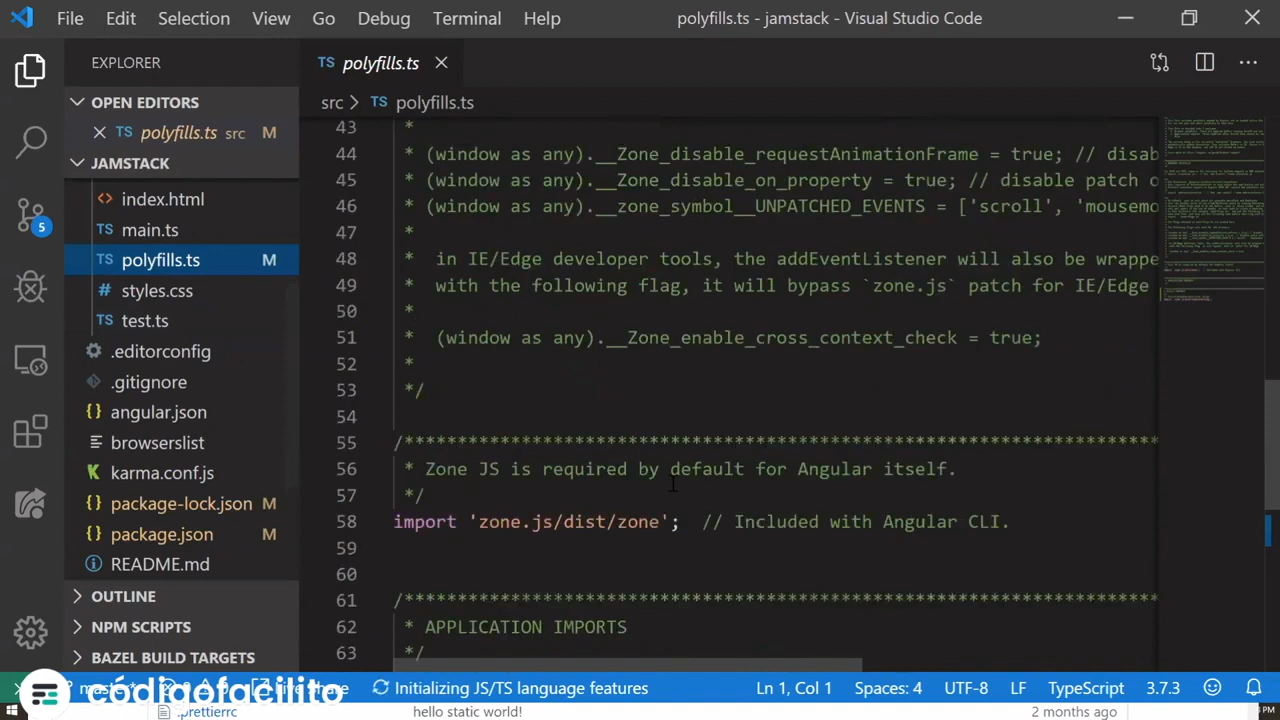 File Edit Selection View Go Debug Terminal Help polyfills.ts - jamstack - Visual Studio Code
EXPLORER
TS polyfills.ts
OPEN EDITORS
TS polyfills.ts src M
JAMSTACK
index.html
TS main.ts
TS polyfills.ts M
styles.css
TS test.ts
.editorconfig
.gitignore
{} angular.json
browserslist
karma.conf.js
{} package-lock.json M
{} package.json M
README.md
OUTLINE
NPM SCRIPTS
BAZEL BUILD TARGETS
5
src > TS polyfills.ts
43 *
44 * (window as any).__Zone_disable_requestAnimationFrame = true; // disab
45 * (window as any).__Zone_disable_on_property = true; // disable patch o
46 * (window as any).__zone_symbol__UNPATCHED_EVENTS = ['scroll', 'mousemo
47 *
48 * in IE/Edge developer tools, the addEventListener will also be wrappe
49 * with the following flag, it will bypass `zone.js` patch for IE/Edge
50 *
51 * (window as any).__Zone_enable_cross_context_check = true;
52 *
53 */
54
55 /***********************************************************************
56 * Zone JS is required by default for Angular itself.
57 */
58 import 'zone.js/dist/zone'; // Included with Angular CLI.
59
60
61 /***********************************************************************
62 * APPLICATION IMPORTS
63 */
códigofacilito
Initializing JS/TS language features Ln 1, Col 1 Spaces: 4 UTF-8 LF TypeScript 3.7.3
.prettierrc hello static world! 2 months ago